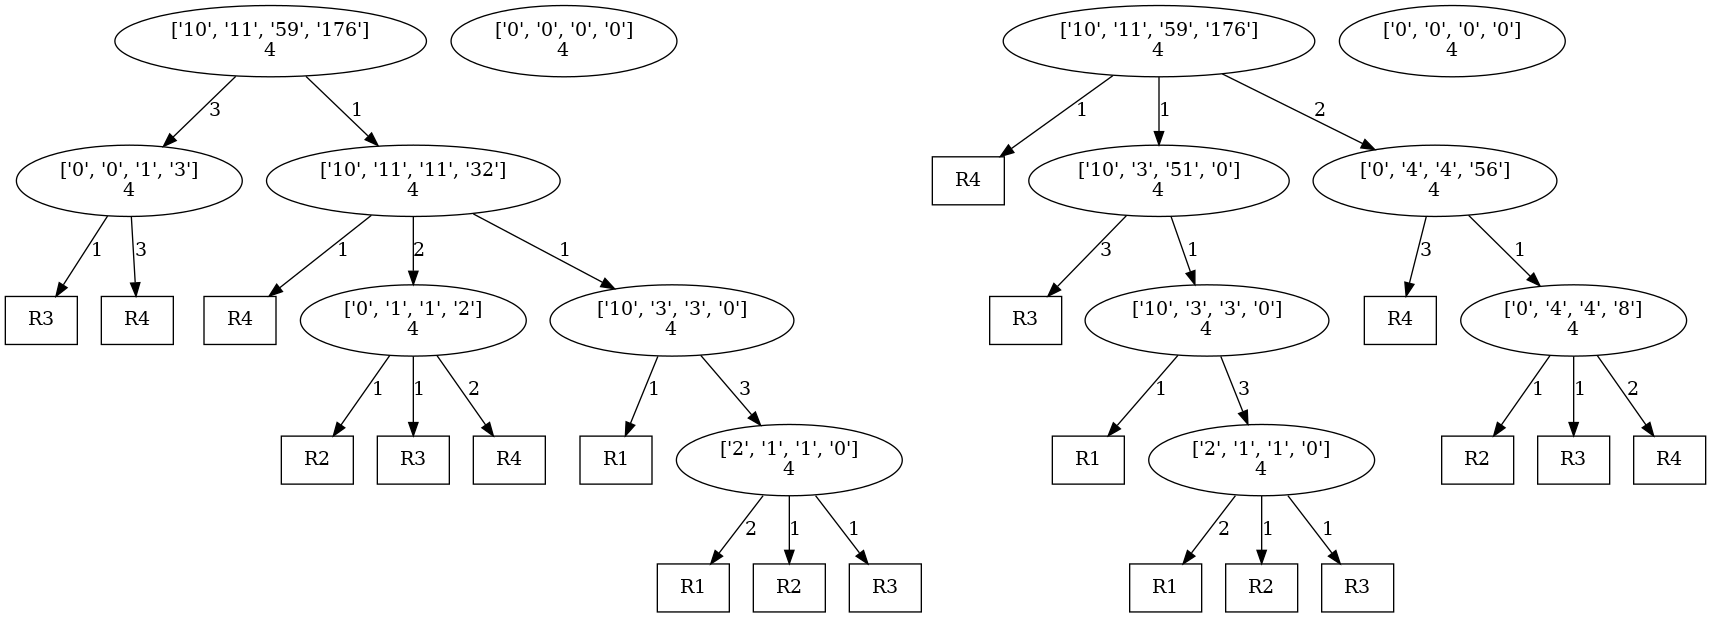 ['10', '11', '59', '176']
4
['0', '0', '0', '0']
4
['10', '11', '59', '176']
4
['0', '0', '0', '0']
4
3
1
1
1
2
['0', '0', '1', '3']
4
['10', '11', '11', '32']
4
R4
['10', '3', '51', '0']
4
['0', '4', '4', '56']
4
1
3
1
2
1
3
1
3
1
R3
R4
R4
['0', '1', '1', '2']
4
['10', '3', '3', '0']
4
R3
['10', '3', '3', '0']
4
R4
['0', '4', '4', '8']
4
1
1
2
1
3
1
3
1
1
2
R2
R3
R4
R1
['2', '1', '1', '0']
4
R1
['2', '1', '1', '0']
4
R2
R3
R4
2
1
1
2
1
1
R1
R2
R3
R1
R2
R3